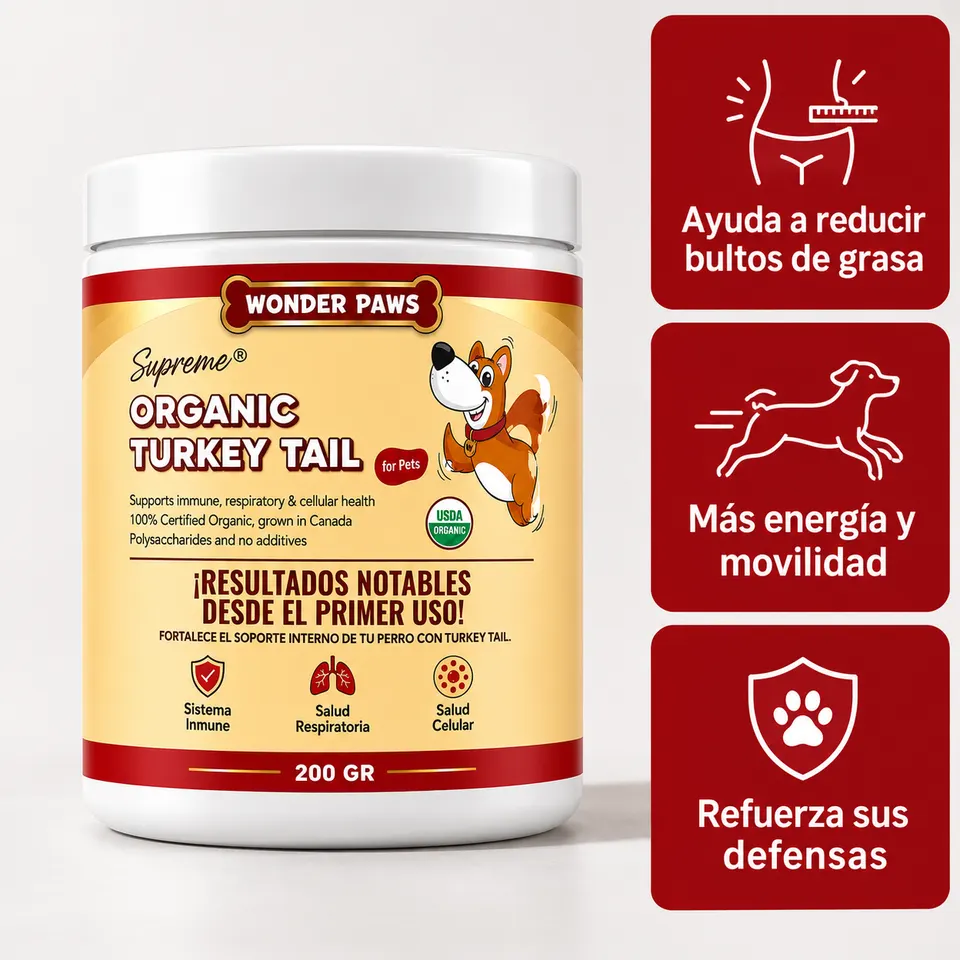 WONDER PAWS
Supreme®
ORGANIC
TURKEY TAIL
for Pets
Supports immune, respiratory & cellular health
100% Certified Organic, grown in Canada
Polysaccharides and no additives
USDA
ORGANIC
¡RESULTADOS NOTABLES
DESDE EL PRIMER USO!
FORTALECE EL SOPORTE INTERNO DE TU PERRO CON TURKEY TAIL.
Sistema
Inmune
Salud
Respiratoria
Salud
Celular
200 GR
Ayuda a reducir
bultos de grasa
Más energía y
movilidad
Refuerza sus
defensas